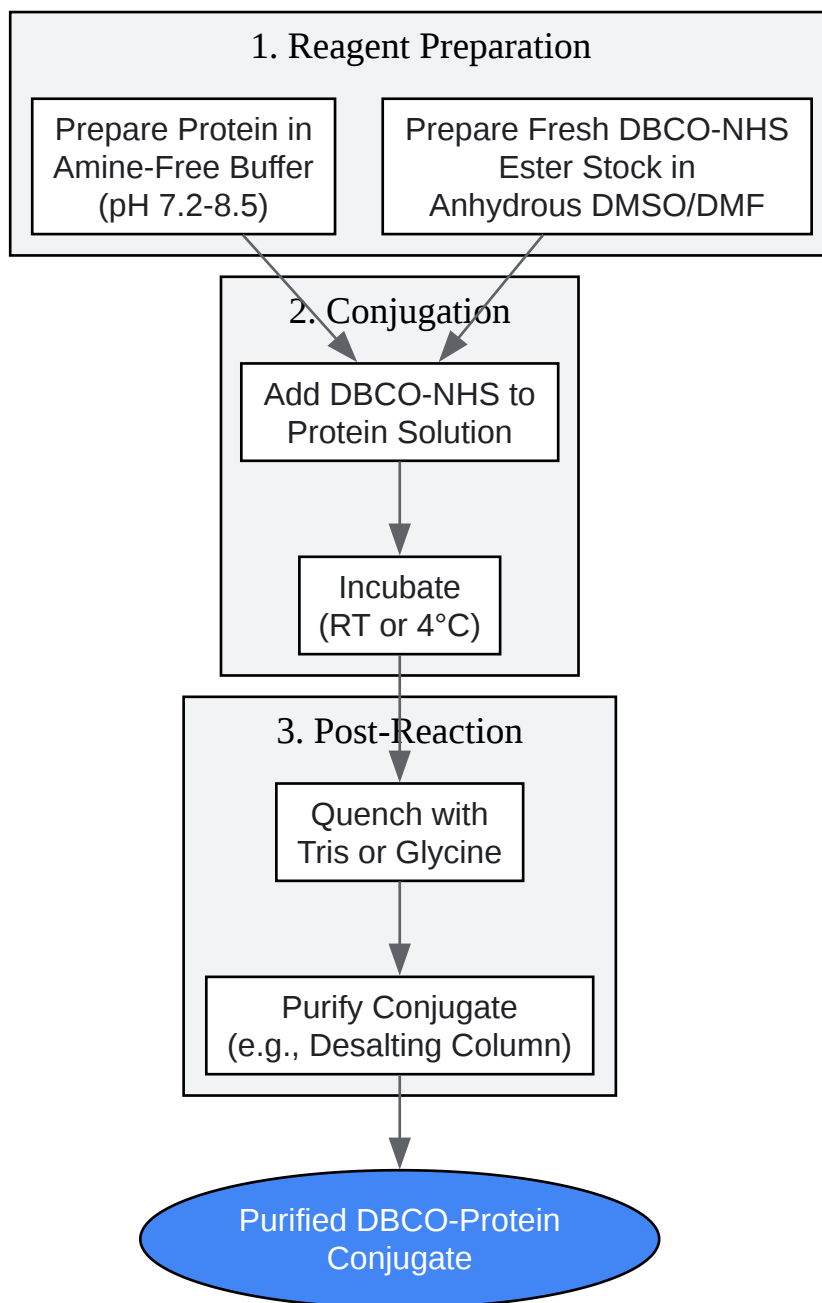 1. Reagent Preparation
Prepare Protein in
Amine-Free Buffer
(pH 7.2-8.5)
Prepare Fresh DBCO-NHS
Ester Stock in
Anhydrous DMSO/DMF
2. Conjugation
Add DBCO-NHS to
Protein Solution
Incubate
(RT or 4°C)
3. Post-Reaction
Quench with
Tris or Glycine
Purify Conjugate
(e.g., Desalting Column)
Purified DBCO-Protein
Conjugate